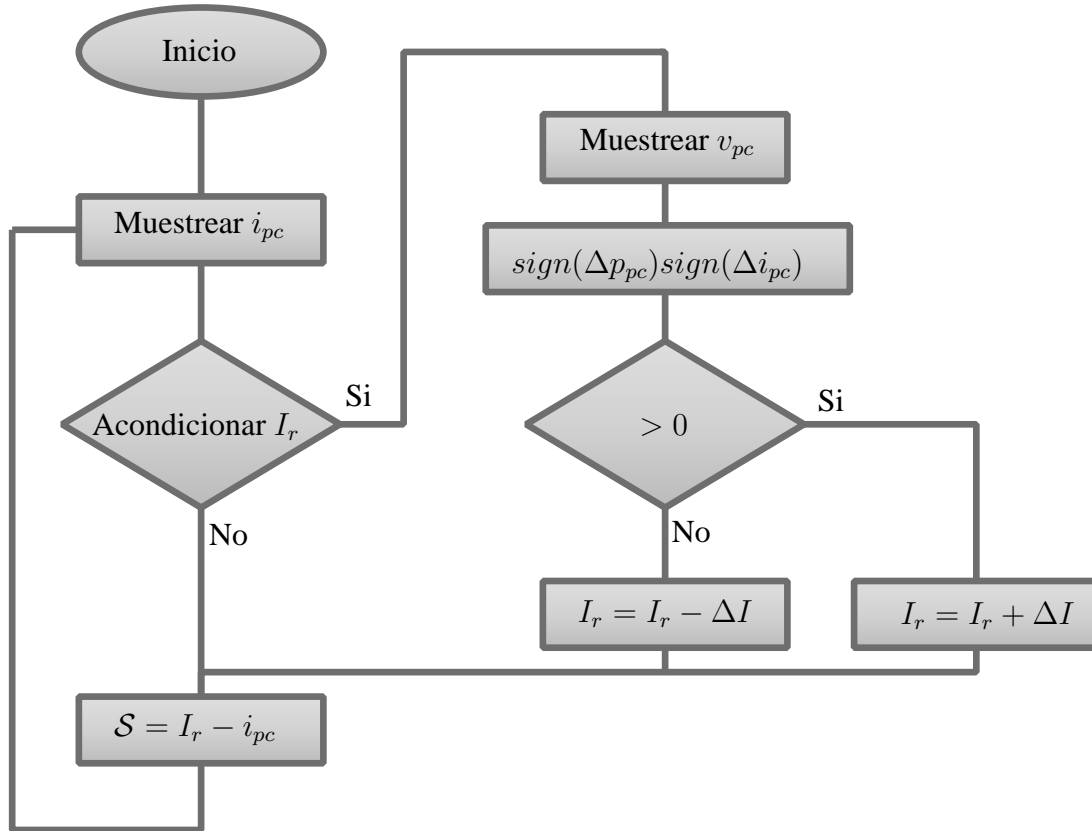 Inicio
Muestrear $i_{pc}$
Acondicionar $I_r$
Si
No
Muestrear $v_{pc}$
$sign(\Delta p_{pc})sign(\Delta i_{pc})$
$> 0$
Si
No
$I_r = I_r - \Delta I$
$I_r = I_r + \Delta I$
$\mathcal{S} = I_r - i_{pc}$